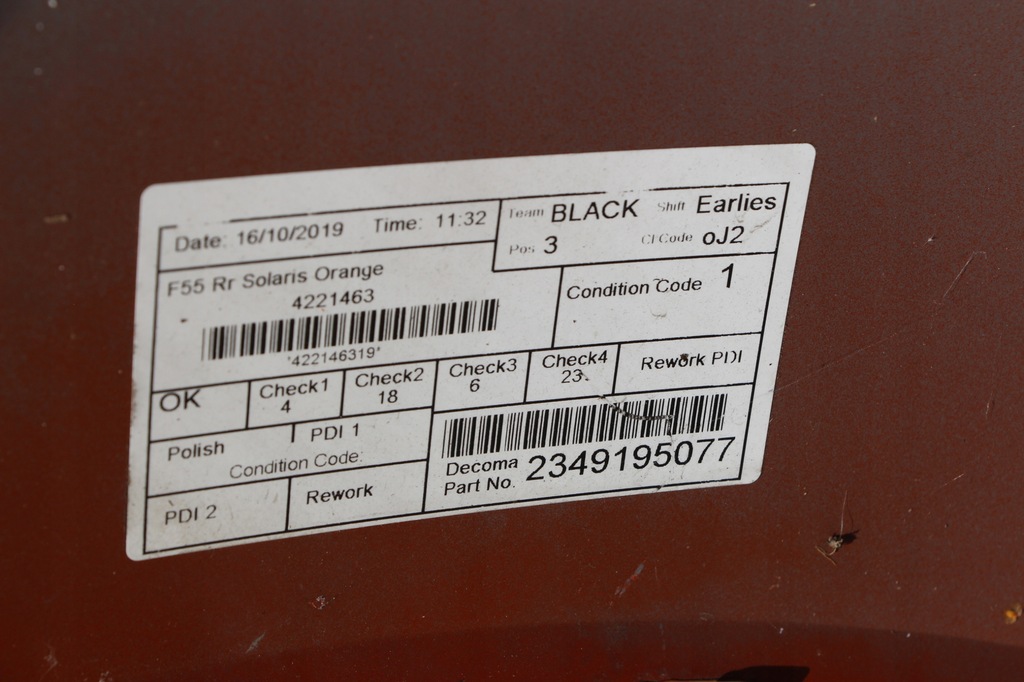 Date: 16/10/2019 Time: 11:32
Team BLACK Shift Earlies
Pos 3 CI Code oJ2
F55 Rr Solaris Orange
4221463
*422146319*
Condition Code 1
OK
Check1
4
Check2
18
Check3
6
Check4
23
Rework PDI
Polish
PDI 1
Condition Code:
Decoma
Part No. 2349195077
PDI 2
Rework